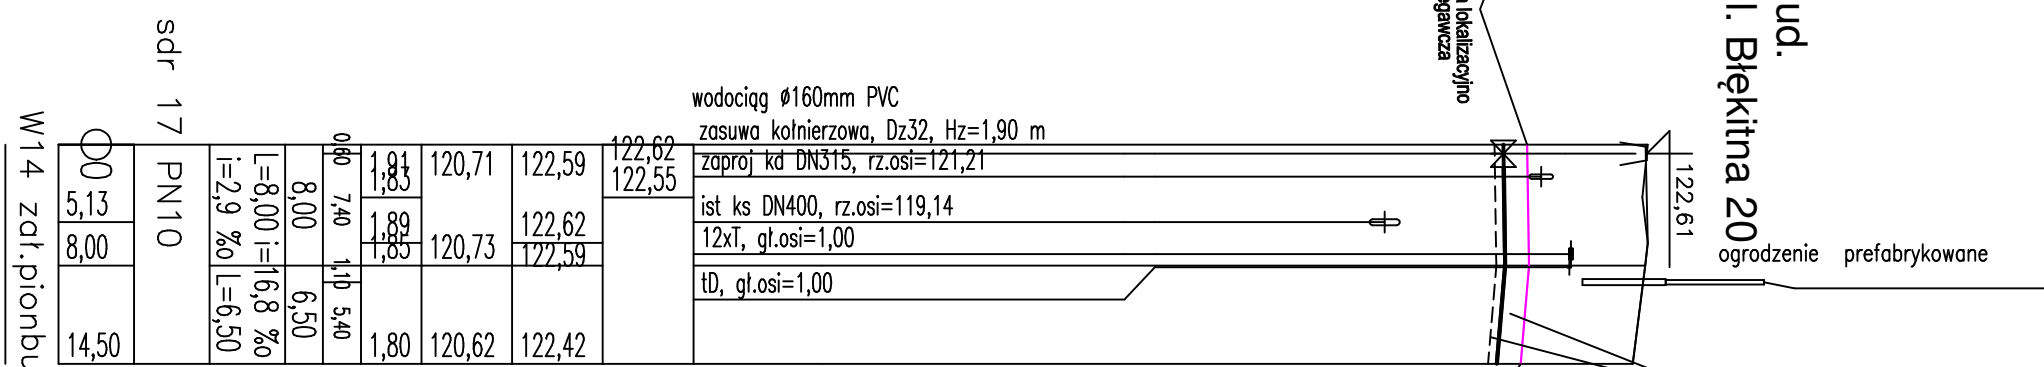 ud.
l. Błękitna 20
a lokalizacyjno
egawcza
wodociąg ø160mm PVC
zasuwa kołnierzowa, Dz32, Hz=1,90 m
zaproj kd DN315, rz.osi=121,21
ist ks DN400, rz.osi=119,14
12xT, gł.osi=1,00
tD, gł.osi=1,00
122,61
ogrodzenie prefabrykowane
122,62
122,55
122,59
122,62
122,59
122,42
120,71
120,73
120,62
1,91
1,83
1,89
1,85
1,80
0,60 7,40 1,10 5,40
8,00 6,50
L=8,00 i=16,8 ‰
i=2,9 ‰ L=6,50
sdr 17 PN10
00
5,13
8,00
14,50
W14 zał.pionbu